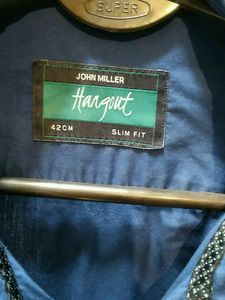 SUPER
JOHN MILLER
Hangout
42CM SLIM FIT